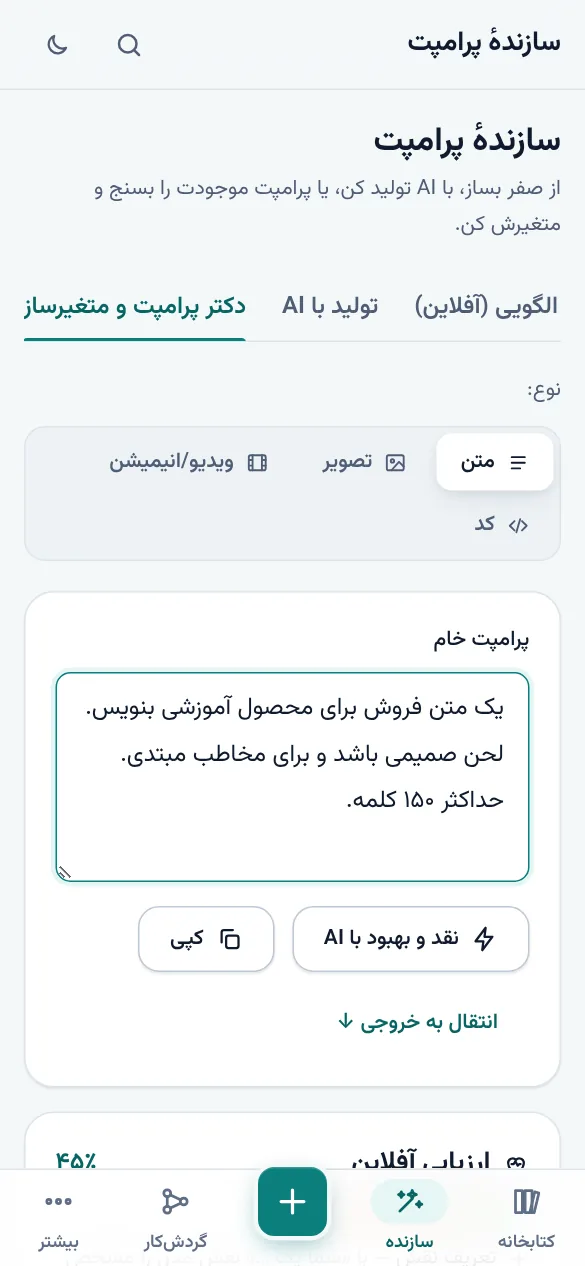 سازندهٔ پرامپت
سازندهٔ پرامپت
از صفر بساز، با AI تولید کن، یا پرامپت موجودت را بسنج و
متغیرش کن.
الگویی (آفلاین) تولید با AI دکتر پرامپت و متغیرساز
نوع:
متن تصویر ویدیو/انیمیشن
کد
پرامپت خام
یک متن فروش برای محصول آموزشی بنویس.
لحن صمیمی باشد و برای مخاطب مبتدی.
حداکثر ۱۵۰ کلمه.
نقد و بهبود با AI کپی
انتقال به خروجی ↓
ارزیابی آفلاین ۴۵٪
کتابخانه سازنده گردش‌کار بیشتر